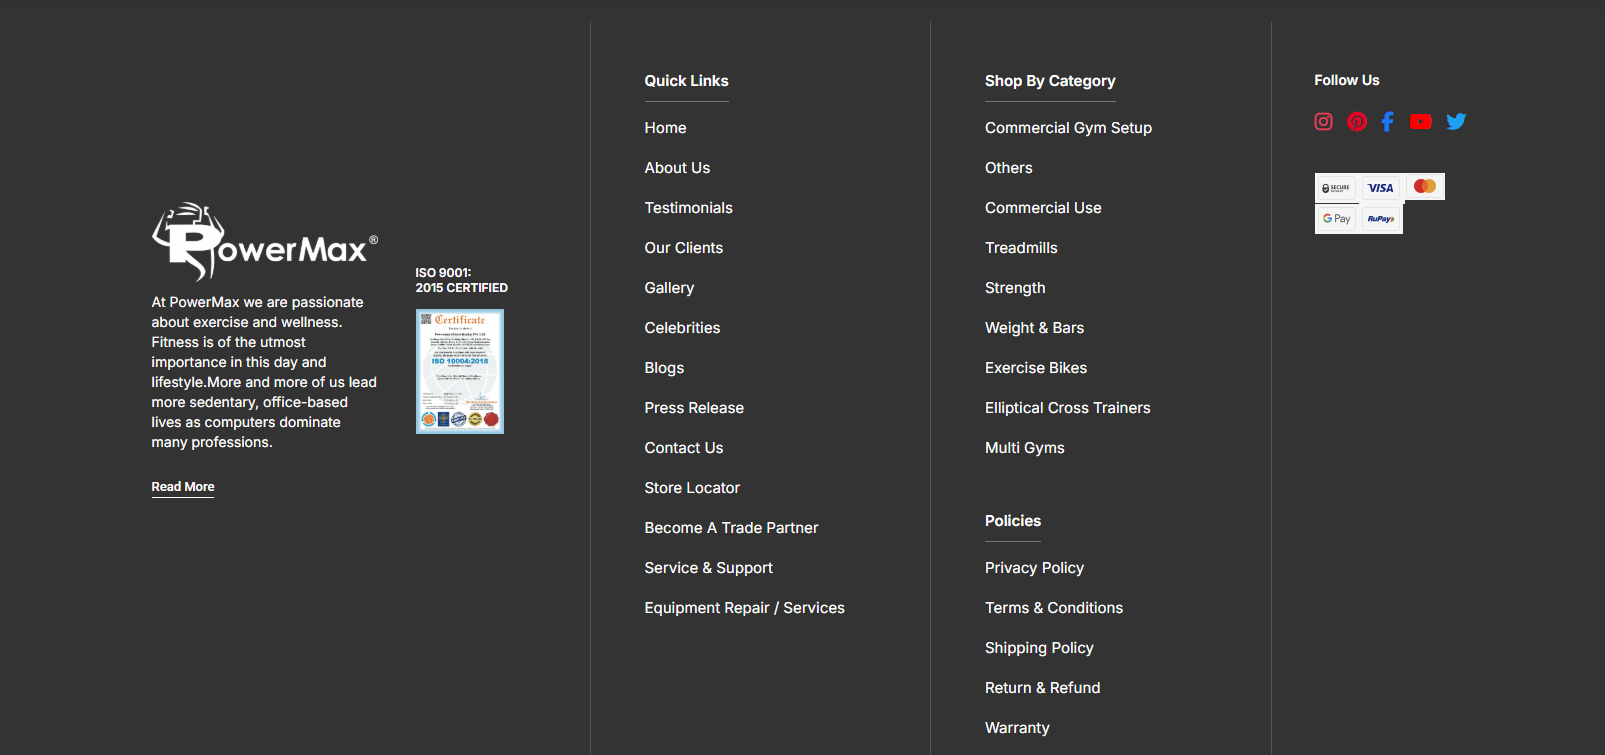 PowerMax®
At PowerMax we are passionate
about exercise and wellness.
Fitness is of the utmost
importance in this day and
lifestyle.More and more of us lead
more sedentary, office-based
lives as computers dominate
many professions.
Read More
ISO 9001:
2015 CERTIFIED
Certificate
ISO 10004:2018
Quick Links
Home
About Us
Testimonials
Our Clients
Gallery
Celebrities
Blogs
Press Release
Contact Us
Store Locator
Become A Trade Partner
Service & Support
Equipment Repair / Services
Shop By Category
Commercial Gym Setup
Others
Commercial Use
Treadmills
Strength
Weight & Bars
Exercise Bikes
Elliptical Cross Trainers
Multi Gyms
Policies
Privacy Policy
Terms & Conditions
Shipping Policy
Return & Refund
Warranty
Follow Us
SECURE
VISA
G Pay
RuPay